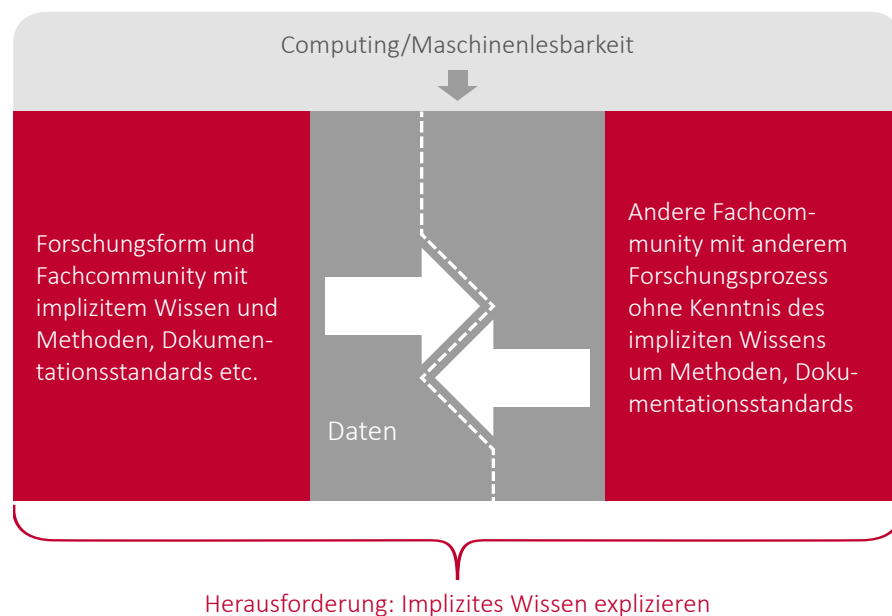 Computing/Maschinenlesbarkeit
Forschungsform und
Fachcommunity mit
implizitem Wissen und
Methoden, Dokumen-
tationsstandards etc.
Daten
Andere Fachcom-
munity mit anderem
Forschungsprozess
ohne Kenntnis des
impliziten Wissens
um Methoden, Doku-
mentationsstandards
Herausforderung: Implizites Wissen explizieren